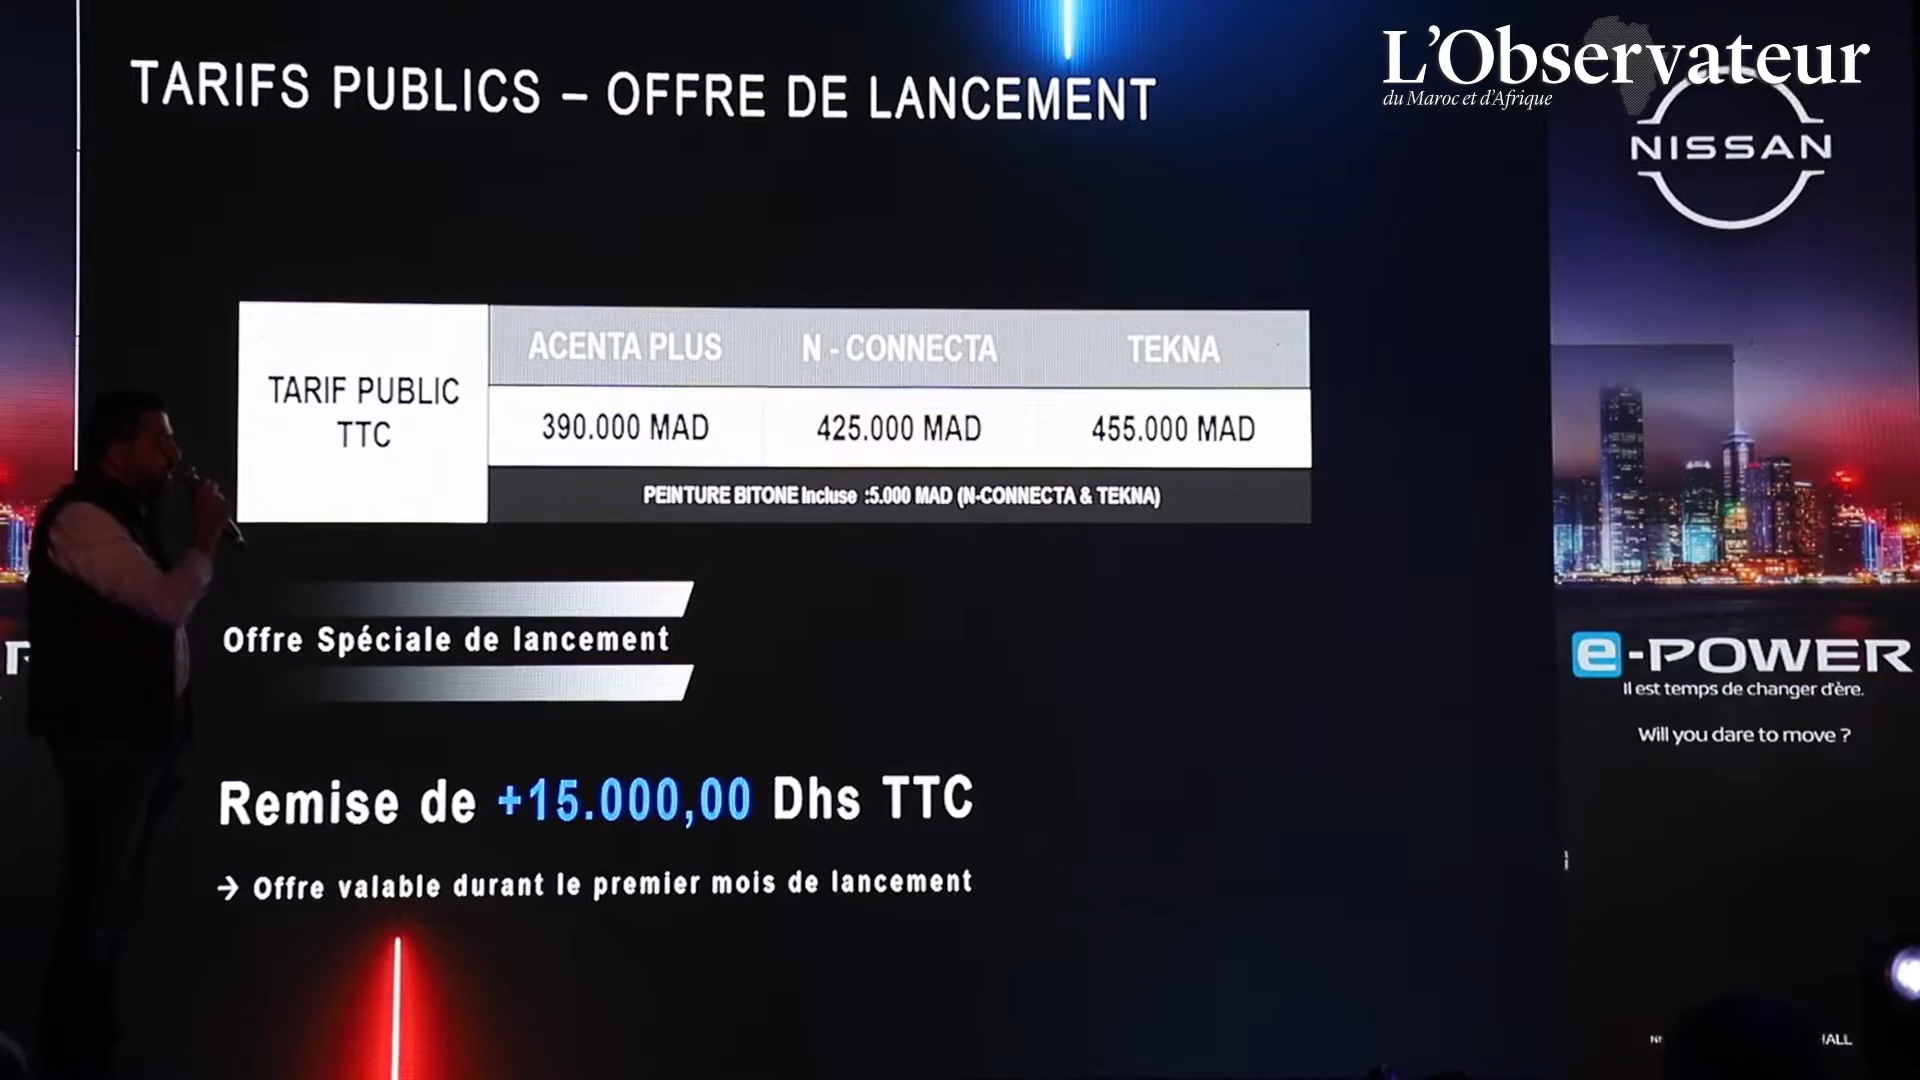 TARIFS PUBLICS – OFFRE DE LANCEMENT
L'Observateur
du Maroc et d'Afrique
NISSAN
ACENTA PLUS N - CONNECTA TEKNA
TARIF PUBLIC
TTC
390.000 MAD 425.000 MAD 455.000 MAD
PEINTURE BITONE Incluse :5.000 MAD (N-CONNECTA & TEKNA)
Offre Spéciale de lancement
Remise de +15.000,00 Dhs TTC
→ Offre valable durant le premier mois de lancement
e-POWER
Il est temps de changer d'ère.
Will you dare to move ?